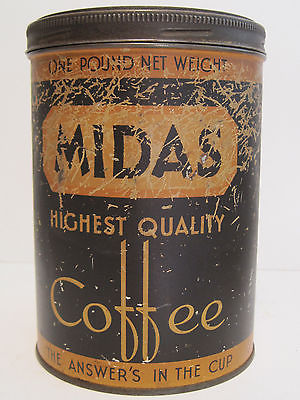 ONE POUND NET WEIGHT
MIDAS
HIGHEST QUALITY
Coffee
THE ANSWER'S IN THE CUP